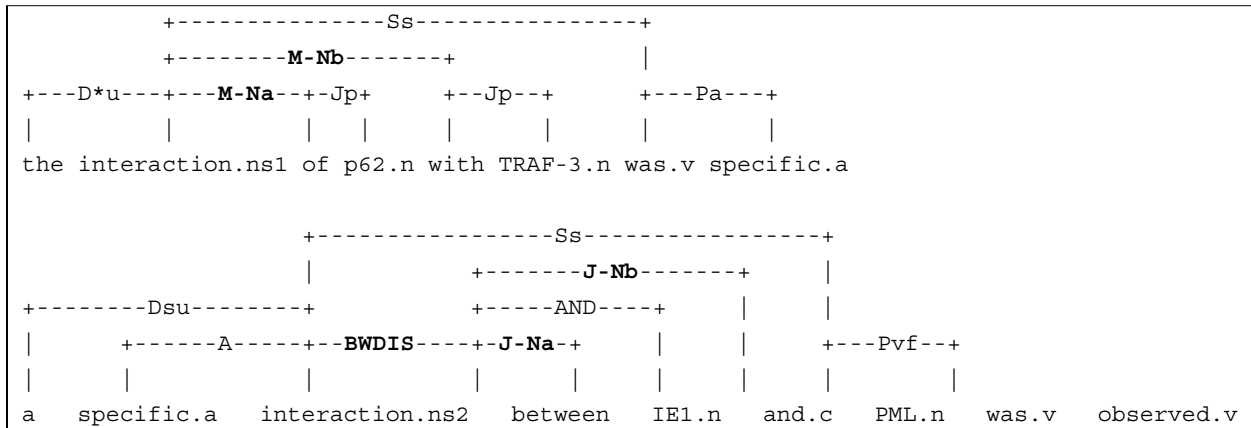 +--------------Ss---------------+
+--------M-Nb-------+ |
+---D*u---+---M-Na--+-Jp+ +--Jp--+ +---Pa---+
| | | | | | | |
the interaction.ns1 of p62.n with TRAF-3.n was.v specific.a
+----------------Ss----------------+
| +-------J-Nb-------+ |
+--------Dsu--------+ +-----AND----+ | |
| +------A-----+--BWDIS----+-J-Na-+ | | +---Pvf--+
| | | | | | | | |
a specific.a interaction.ns2 between IE1.n and.c PML.n was.v observed.v